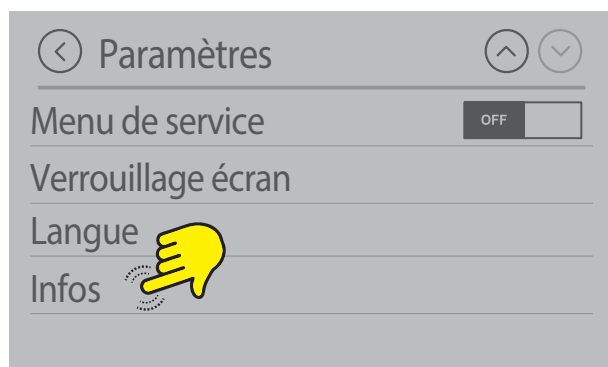 Paramètres
Menu de service OFF
Verrouillage écran
Langue
Infos